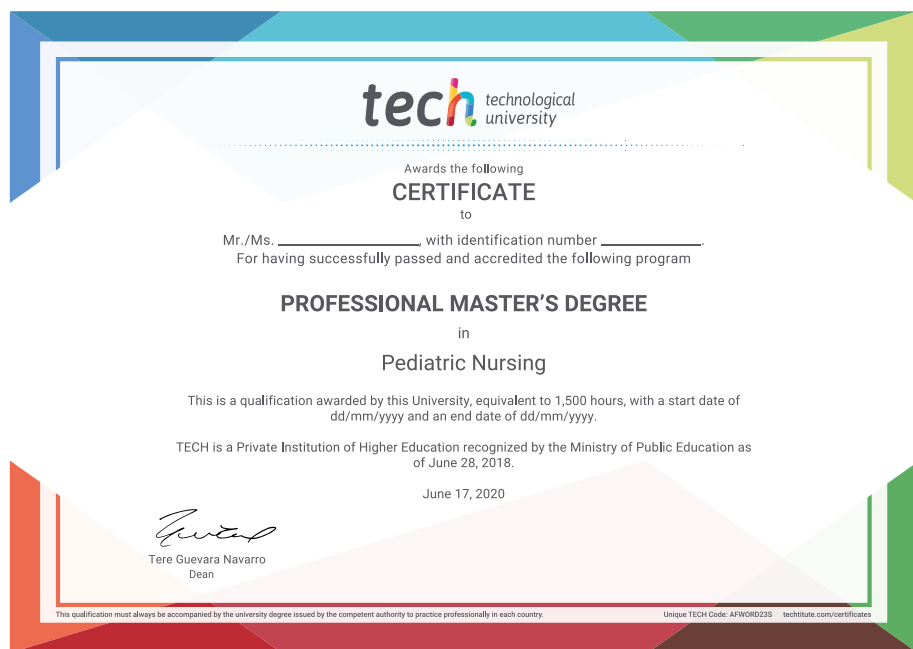 tech technological
university
Awards the following
CERTIFICATE
to
Mr./Ms. ____________, with identification number ____________.
For having successfully passed and accredited the following program
PROFESSIONAL MASTER'S DEGREE
in
Pediatric Nursing
This is a qualification awarded by this University, equivalent to 1,500 hours, with a start date of
dd/mm/yyyy and an end date of dd/mm/yyyy.
TECH is a Private Institution of Higher Education recognized by the Ministry of Public Education as
of June 28, 2018.
June 17, 2020
Tere Guevara Navarro
Dean
This qualification must always be accompanied by the university degree issued by the competent authority to practice professionally in each country. Unique TECH Code: AFWORD23S techtitute.com/certificates